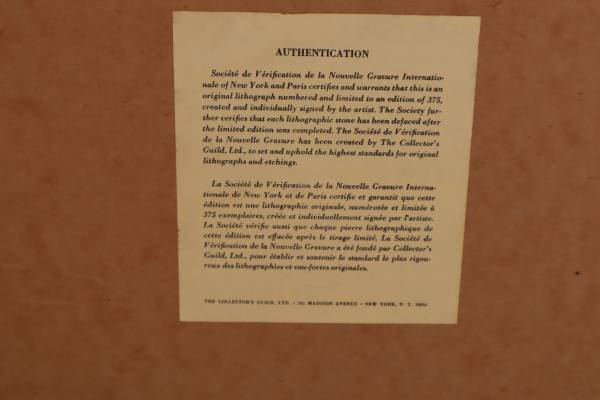 AUTHENTICATION
Société de Vérification de la Nouvelle Gravure Internatio-
nale of New York and Paris certifies and warrants that this is an
original lithograph numbered and limited to an edition of 375,
created and individually signed by the artist. The Society fur-
ther verifies that each lithographic stone has been defaced after
the limited edition was completed. The Société de Vérification
de la Nouvelle Gravure has been created by The Collector's
Guild, Ltd., to set and uphold the highest standards for original
lithographs and etchings.
La Société de Vérification de la Nouvelle Gravure Interna-
tionale de New York et de Paris certifie et garantit que cette
édition est une lithographie originale, numérotée et limitée à
375 exemplaires, créée et individuellement signée par l'artiste.
La Société vérifie aussi que chaque pierre lithographique de
cette édition est effacée après le tirage limité. La Société de
Vérification de la Nouvelle Gravure a été fondé par Collector's
Guild, Ltd., pour établir et soutenir le standard le plus rigou-
reux des lithographies et eau-fortes originales.
THE COLLECTOR'S GUILD, LTD. • MADISON AVENUE • NEW YORK, N. Y.